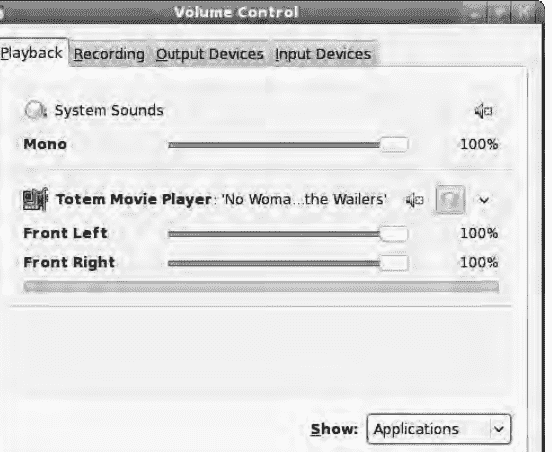 Volume Control
Playback Recording Output Devices Input Devices
System Sounds
Mono 100%
Totem Movie Player: 'No Woma...the Wailers'
Front Left 100%
Front Right 100%
Show: Applications